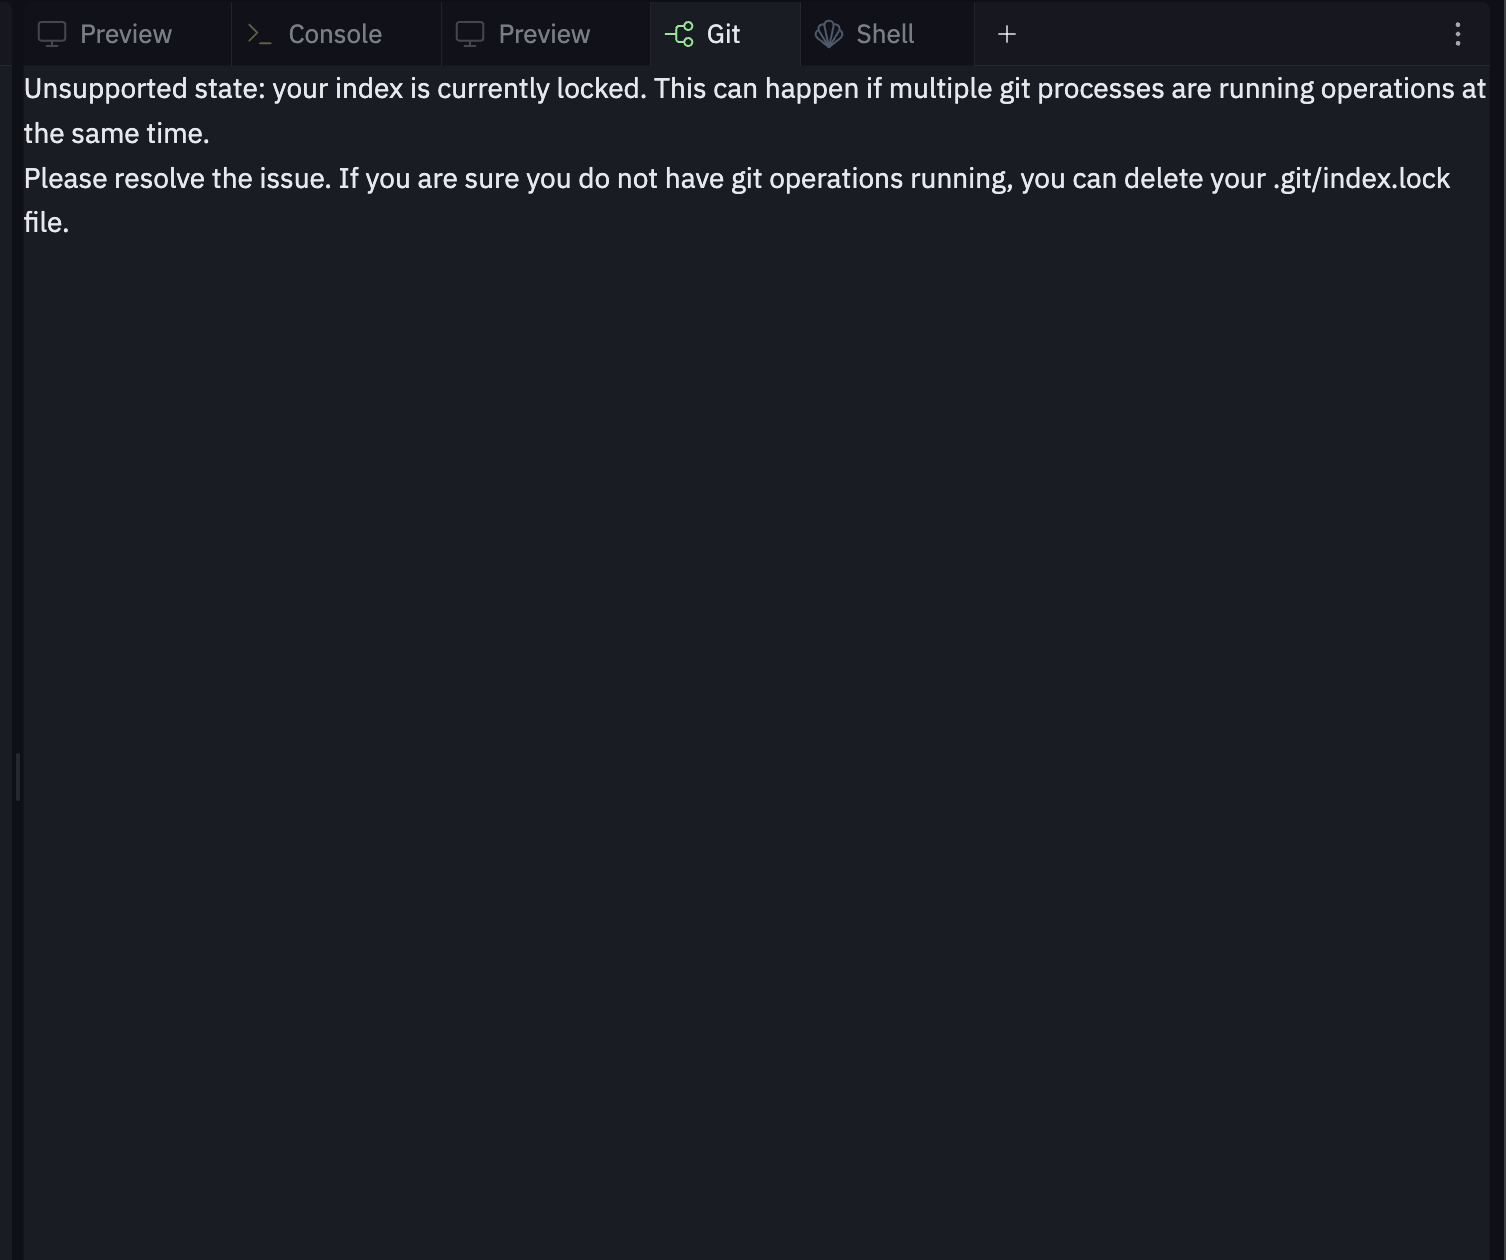 Preview
Console
Preview
Git
Shell
Unsupported state: your index is currently locked. This can happen if multiple git processes are running operations at
the same time.
Please resolve the issue. If you are sure you do not have git operations running, you can delete your .git/index.lock
file.